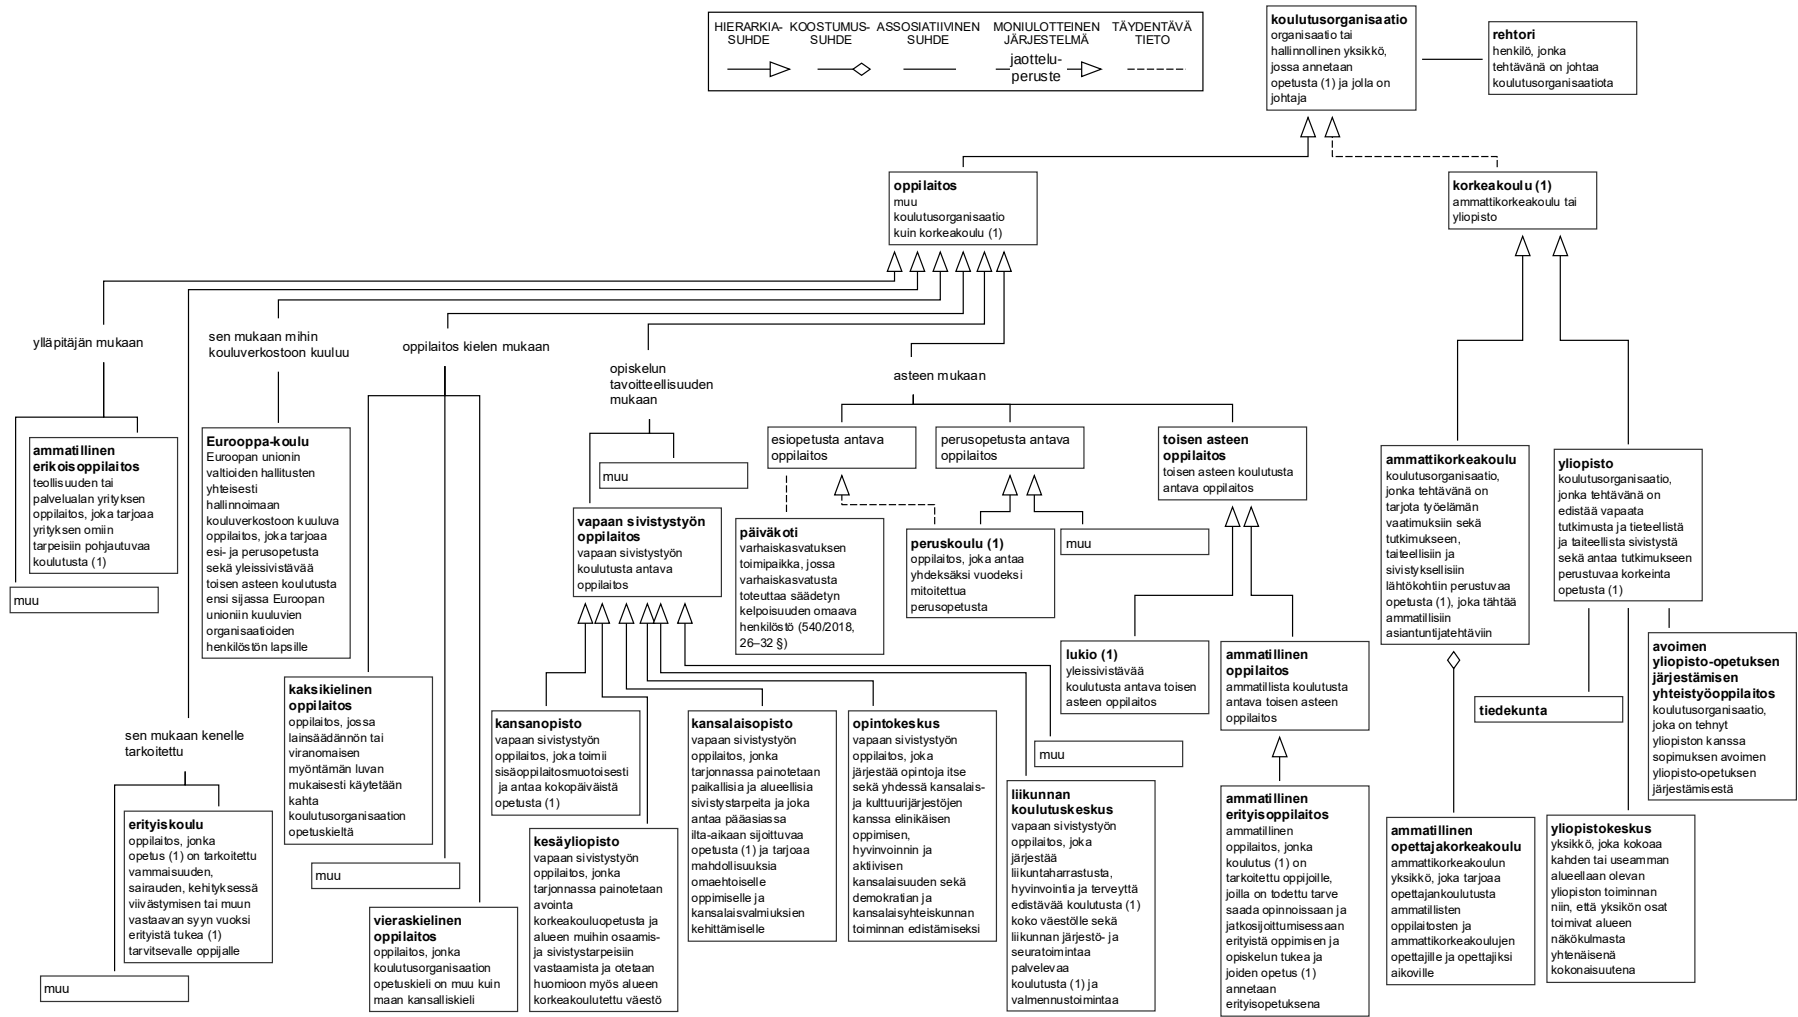 HIERARKIA-
SUHDE
KOOSTUMUS-
SUHDE
ASSOSIATIIVINEN
SUHDE
MONIULOTTEINEN
JÄRJESTELMÄ
jaottelu-
peruste
TÄYDENTÄVÄ
TIETO
koulutusorganisaatio
organisaatio tai
hallinnollinen yksikkö,
jossa annetaan
opetusta (1) ja jolla on
johtaja
rehtori
henkilö, jonka
tehtävänä on johtaa
koulutusorganisaatiota
oppilaitos
muu
koulutusorganisaatio
kuin korkeakoulu (1)
korkeakoulu (1)
ammattikorkeakoulu tai
yliopisto
ylläpitäjän mukaan
sen mukaan mihin
kouluverkostoon kuuluu
oppilaitos kielen mukaan
opiskelun
tavoitteellisuuden
mukaan
asteen mukaan
ammatillinen
erikoisoppilaitos
teollisuuden tai
palvelualan yrityksen
oppilaitos, joka tarjoaa
yrityksen omiin
tarpeisiin pohjautuvaa
koulutusta (1)
muu
Eurooppa-koulu
Euroopan unionin
valtioiden hallitusten
yhteisesti
hallinnoimaan
kouluverkostoon kuuluva
oppilaitos, joka tarjoaa
esi- ja perusopetusta
sekä yleissivistävää
toisen asteen koulutusta
ensi sijassa Euroopan
unioniin kuuluvien
organisaatioiden
henkilöstön lapsille
muu
vapaan sivistystyön
oppilaitos
vapaan sivistystyön
koulutusta antava
oppilaitos
esiopetusta antava
oppilaitos
perusopetusta antava
oppilaitos
toisen asteen
oppilaitos
toisen asteen koulutusta
antava oppilaitos
päiväkoti
varhaiskasvatuksen
toimipaikka, jossa
varhaiskasvatusta
toteuttaa säädetyn
kelpoisuuden omaava
henkilöstö (540/2018,
26–32 §)
peruskoulu (1)
oppilaitos, joka antaa
yhdeksäksi vuodeksi
mitoitettua
perusopetusta
muu
ammattikorkeakoulu
koulutusorganisaatio,
jonka tehtävänä on
tarjota työelämän
vaatimuksiin sekä
tutkimukseen,
taiteellisiin ja
sivistyksellisiin
lähtökohtiin perustuvaa
opetusta (1), joka tähtää
ammatillisiin
asiantuntijatehtäviin
yliopisto
koulutusorganisaatio,
jonka tehtävänä on
edistää vapaata
tutkimusta ja tieteellistä
ja taiteellista sivistystä
sekä antaa tutkimukseen
perustuvaa korkeinta
opetusta (1)
lukio (1)
yleissivistävää
koulutusta antava toisen
asteen oppilaitos
ammatillinen
oppilaitos
ammatillista koulutusta
antava toisen asteen
oppilaitos
avoimen
yliopisto-opetuksen
järjestämisen
yhteistyöoppilaitos
koulutusorganisaatio,
joka on tehnyt
yliopiston kanssa
sopimuksen avoimen
yliopisto-opetuksen
järjestämisestä
tiedekunta
kaksikielinen
oppilaitos
oppilaitos, jossa
lainsäädännön tai
viranomaisen
myöntämän luvan
mukaisesti käytetään
kahta
koulutusorganisaation
opetuskieltä
muu
vieraskielinen
oppilaitos
oppilaitos, jonka
koulutusorganisaation
opetuskieli on muu kuin
maan kansalliskieli
sen mukaan kenelle
tarkoitettu
erityiskoulu
oppilaitos, jonka
opetus (1) on tarkoitettu
vammaisuuden,
sairauden, kehityksessä
viivästymisen tai muun
vastaavan syyn vuoksi
erityistä tukea (1)
tarvitsevalle oppijalle
muu
kansanopisto
vapaan sivistystyön
oppilaitos, joka toimii
sisäoppilaitosmuotoisesti
ja antaa kokopäiväistä
opetusta (1)
kesäyliopisto
vapaan sivistystyön
oppilaitos, jonka
tarjonnassa painotetaan
avointa
korkeakouluopetusta ja
alueen muihin osaamis-
ja sivistystarpeisiin
vastaamista ja otetaan
huomioon myös alueen
korkeakoulutettu väestö
kansalaisopisto
vapaan sivistystyön
oppilaitos, jonka
tarjonnassa painotetaan
paikallisia ja alueellisia
sivistystarpeita ja joka
antaa pääasiassa
ilta-aikaan sijoittuvaa
opetusta (1) ja tarjoaa
mahdollisuuksia
omaehtoiselle
oppimiselle ja
kansalaisvalmiuksien
kehittämiselle
opintokeskus
vapaan sivistystyön
oppilaitos, joka
järjestää opintoja itse
sekä yhdessä kansalais-
ja kulttuurijärjestöjen
kanssa elinikäisen
oppimisen,
hyvinvoinnin ja
aktiivisen
kansalaisuuden sekä
demokratian ja
kansalaisyhteiskunnan
toiminnan edistämiseksi
muu
liikunnan
koulutuskeskus
vapaan sivistystyön
oppilaitos, joka
järjestää
liikuntaharrastusta,
hyvinvointia ja terveyttä
edistävää koulutusta (1)
koko väestölle sekä
liikunnan järjestö- ja
seuratoimintaa
palvelevaa
koulutusta (1) ja
valmennustoimintaa
ammatillinen
erityisoppilaitos
ammatillinen
oppilaitos, jonka
koulutus (1) on
tarkoitettu oppijoille,
joilla on todettu tarve
saada opinnoissaan ja
jatkosijoittumisessaan
erityistä oppimisen ja
opiskelun tukea ja
joiden opetus (1)
annetaan
erityisopetuksena
ammatillinen
opettajakorkeakoulu
ammattikorkeakoulun
yksikkö, joka tarjoaa
opettajankoulutusta
ammatillisten
oppilaitosten ja
ammattikorkeakoulujen
opettajille ja opettajiksi
aikoville
yliopistokeskus
yksikkö, joka kokoaa
kahden tai useamman
alueellaan olevan
yliopiston toiminnan
niin, että yksikön osat
toimivat alueen
näkökulmasta
yhtenäisenä
kokonaisuutena